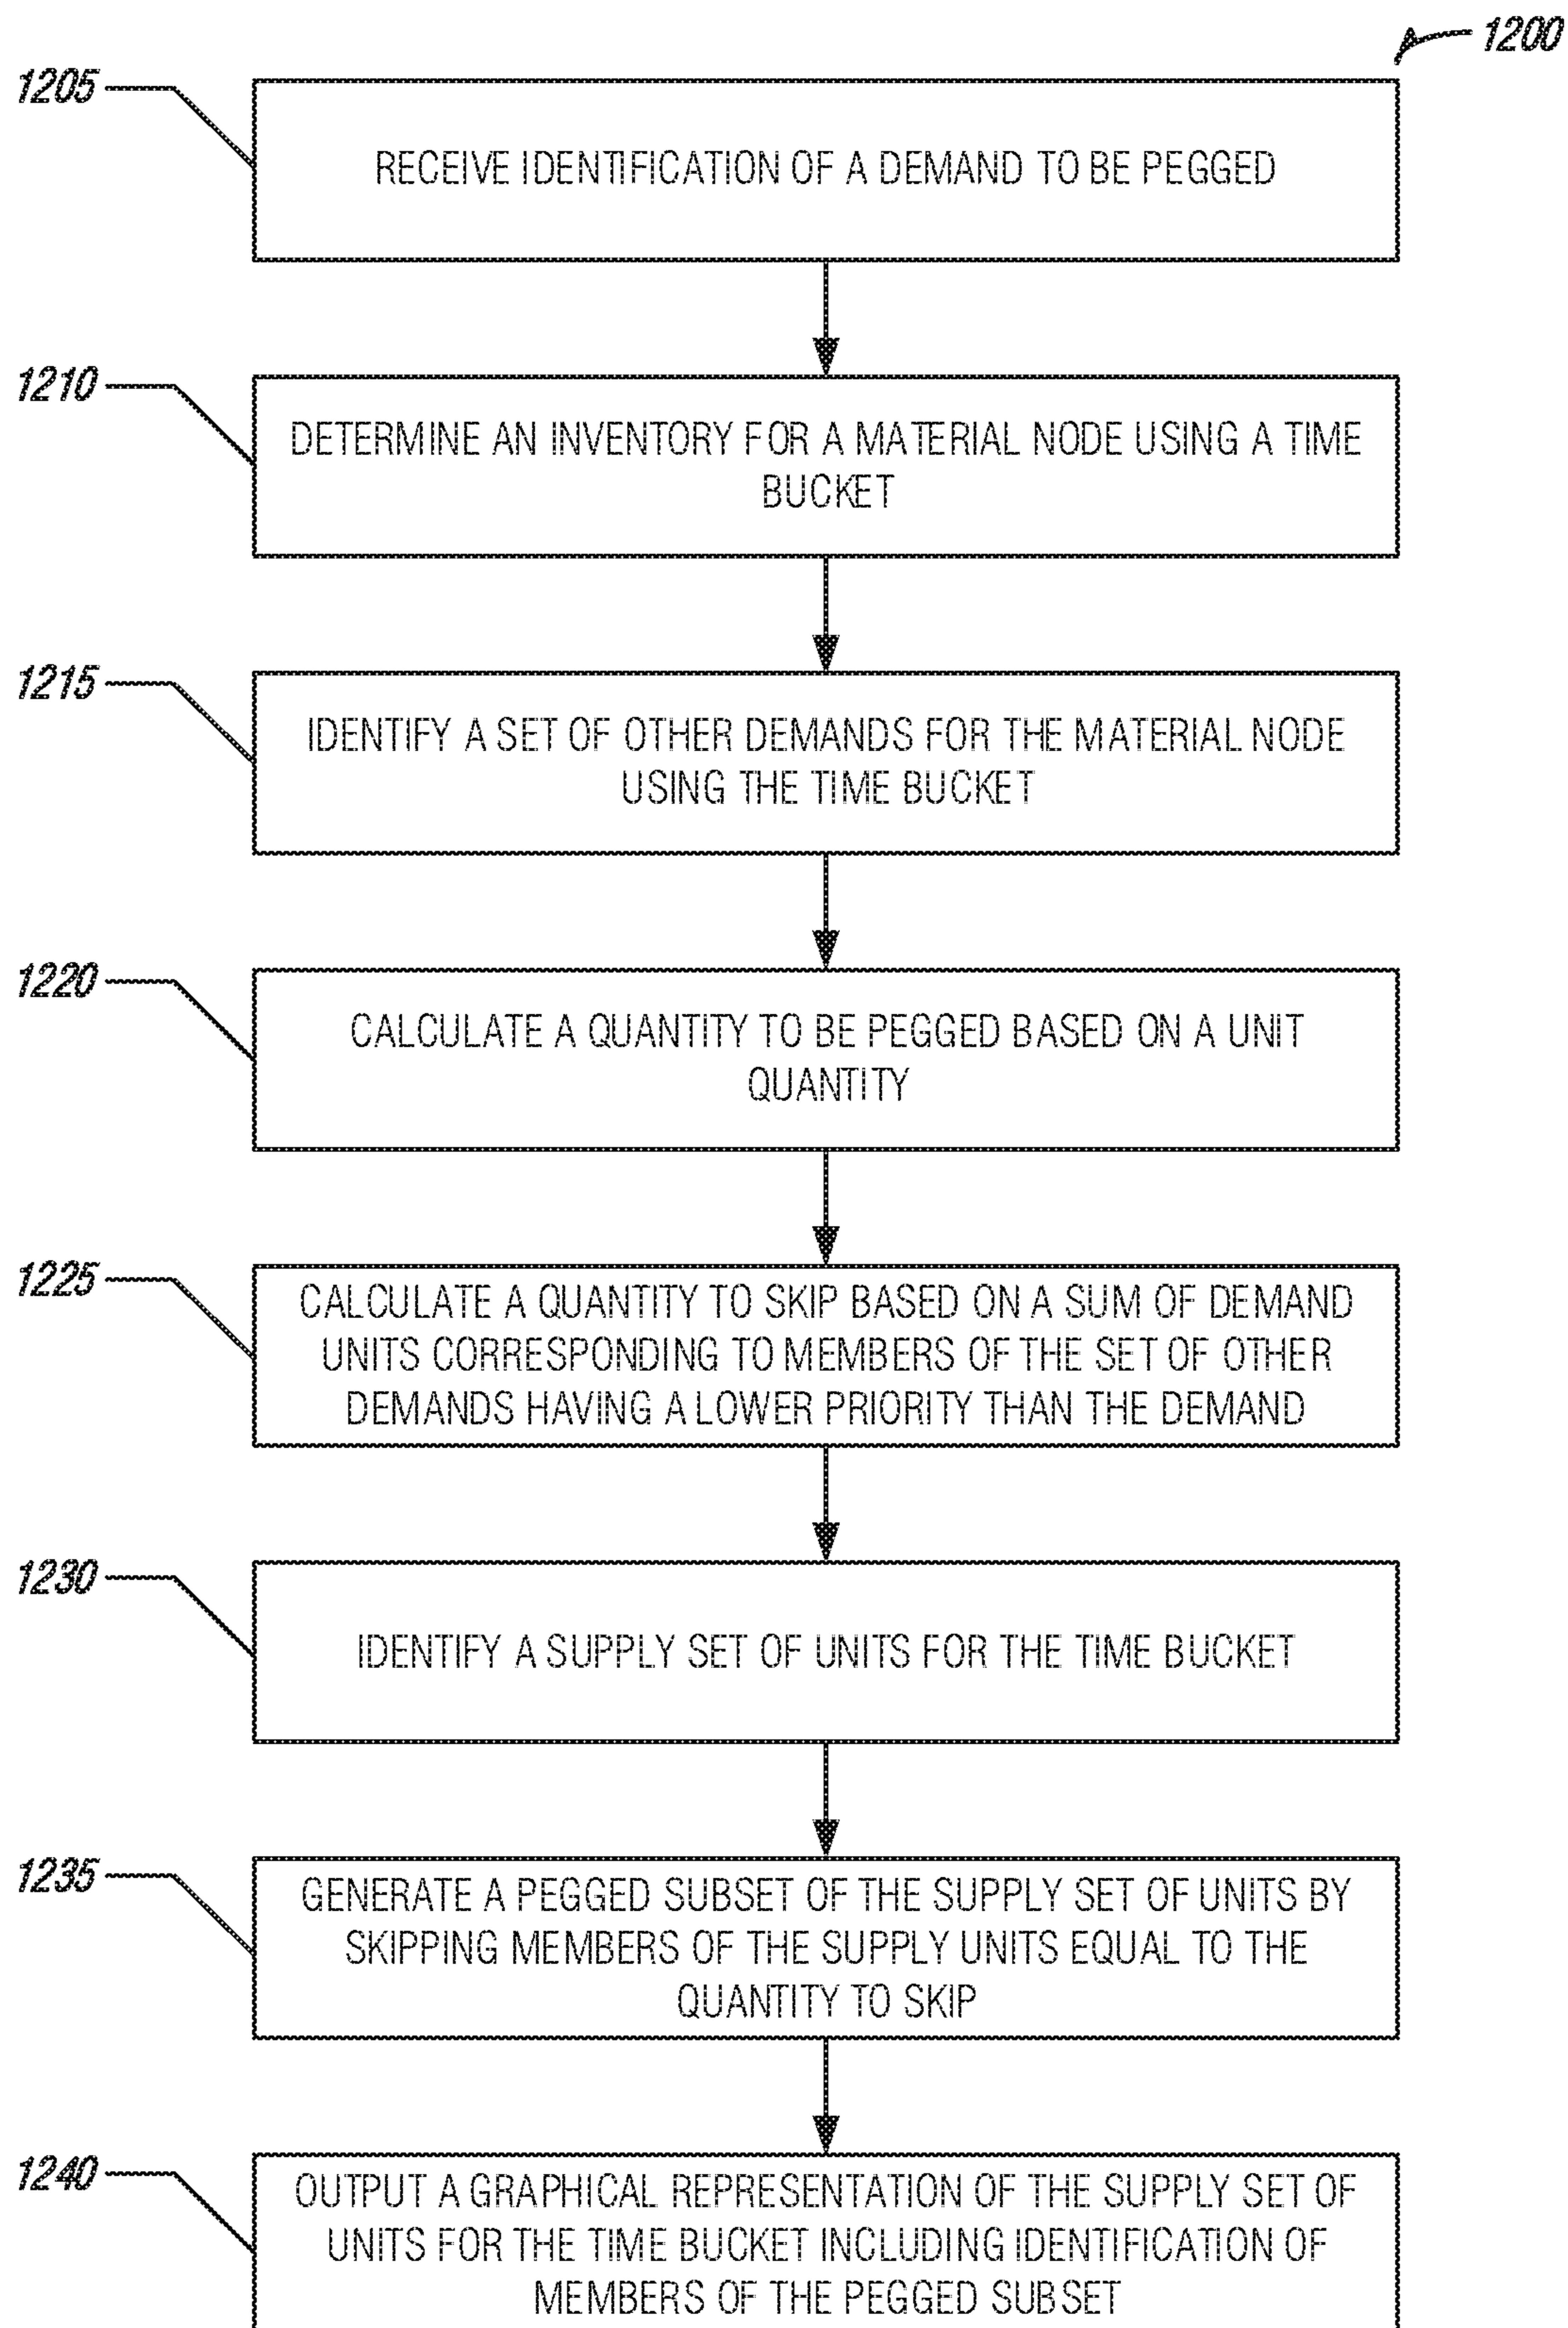 1200
1205
RECEIVE IDENTIFICATION OF A DEMAND TO BE PEGGED
1210
DETERMINE AN INVENTORY FOR A MATERIAL NODE USING A TIME
BUCKET
1215
IDENTIFY A SET OF OTHER DEMANDS FOR THE MATERIAL NODE
USING THE TIME BUCKET
1220
CALCULATE A QUANTITY TO BE PEGGED BASED ON A UNIT
QUANTITY
1225
CALCULATE A QUANTITY TO SKIP BASED ON A SUM OF DEMAND
UNITS CORRESPONDING TO MEMBERS OF THE SET OF OTHER
DEMANDS HAVING A LOWER PRIORITY THAN THE DEMAND
1230
IDENTIFY A SUPPLY SET OF UNITS FOR THE TIME BUCKET
1235
GENERATE A PEGGED SUBSET OF THE SUPPLY SET OF UNITS BY
SKIPPING MEMBERS OF THE SUPPLY UNITS EQUAL TO THE
QUANTITY TO SKIP
1240
OUTPUT A GRAPHICAL REPRESENTATION OF THE SUPPLY SET OF
UNITS FOR THE TIME BUCKET INCLUDING IDENTIFICATION OF
MEMBERS OF THE PEGGED SUBSET